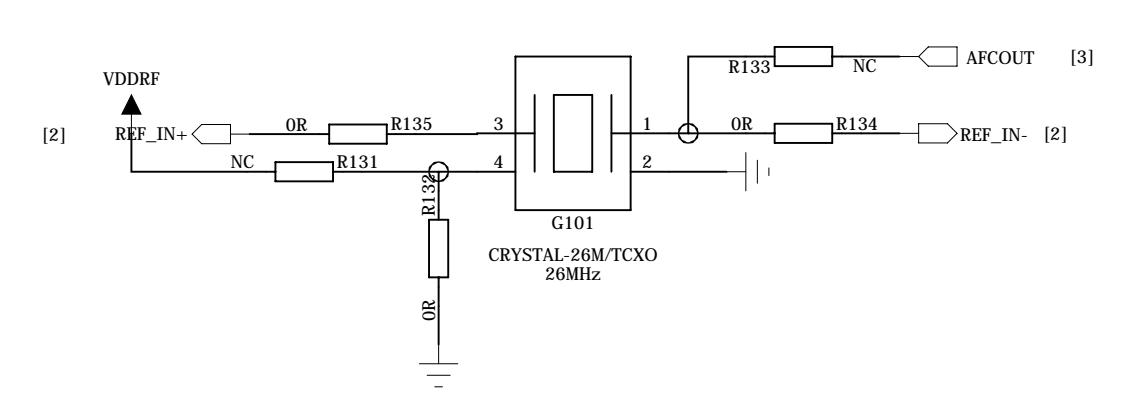 AFCOUT [3]
R133 NC
VDDRF
[2] REF_IN+ 0R R135 3 1 0R R134 REF_IN- [2]
NC R131 4 2
R132
G101
CRYSTAL-26M/TCXO
26MHz
0R